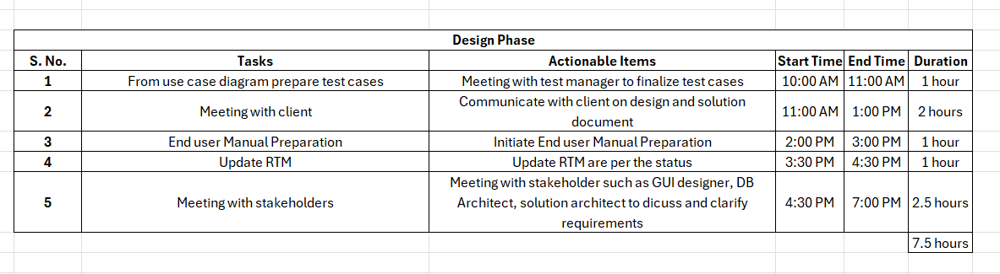 Design Phase
S. No. Tasks Actionable Items Start Time End Time Duration
1 From use case diagram prepare test cases Meeting with test manager to finalize test cases 10:00 AM 11:00 AM 1 hour
2 Meeting with client Communicate with client on design and solution 11:00 AM 1:00 PM 2 hours
document
3 End user Manual Preparation Initiate End user Manual Preparation 2:00 PM 3:00 PM 1 hour
4 Update RTM Update RTM are per the status 3:30 PM 4:30 PM 1 hour
Meeting with stakeholder such as GUI designer, DB
5 Meeting with stakeholders Architect, solution architect to dicuss and clarify 4:30 PM 7:00 PM 2.5 hours
requirements
7.5 hours